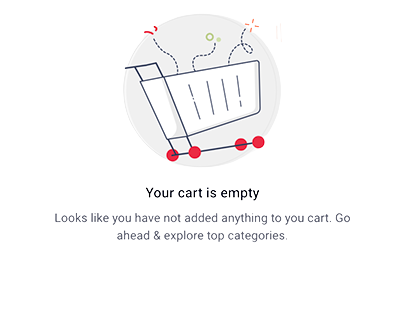 Your cart is empty
Looks like you have not added anything to you cart. Go
ahead & explore top categories.